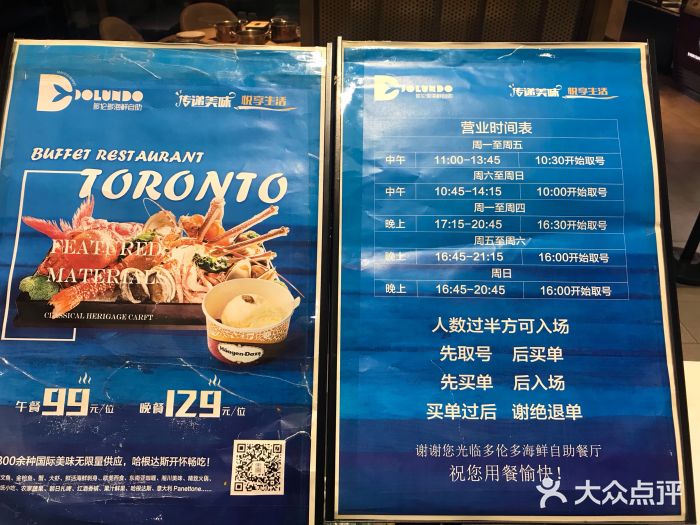 DOLUNDO
多伦多海鲜自助
传递美味 悦享生活
BUFFET RESTAURANT
TORONTO
FEATURED
MATERIALS
CLASSICAL HERIGAGE CARFT
Häagen-Dazs
午餐 99元/位 晚餐 129元/位
300余种国际美味无限量供应，哈根达斯开怀畅吃！
DOLUNDO
多伦多海鲜自助
传递美味 悦享生活
营业时间表
周一至周五
中午 11:00-13:45 10:30开始取号
周六至周日
中午 10:45-14:15 10:00开始取号
周一至周四
晚上 17:15-20:45 16:30开始取号
周五至周六
晚上 16:45-21:15 16:00开始取号
周日
晚上 16:45-20:45 16:00开始取号
人数过半方可入场
先取号 后买单
先买单 后入场
买单过后 谢绝退单
谢谢您光临多伦多海鲜自助餐厅
祝您用餐愉快！
大众点评